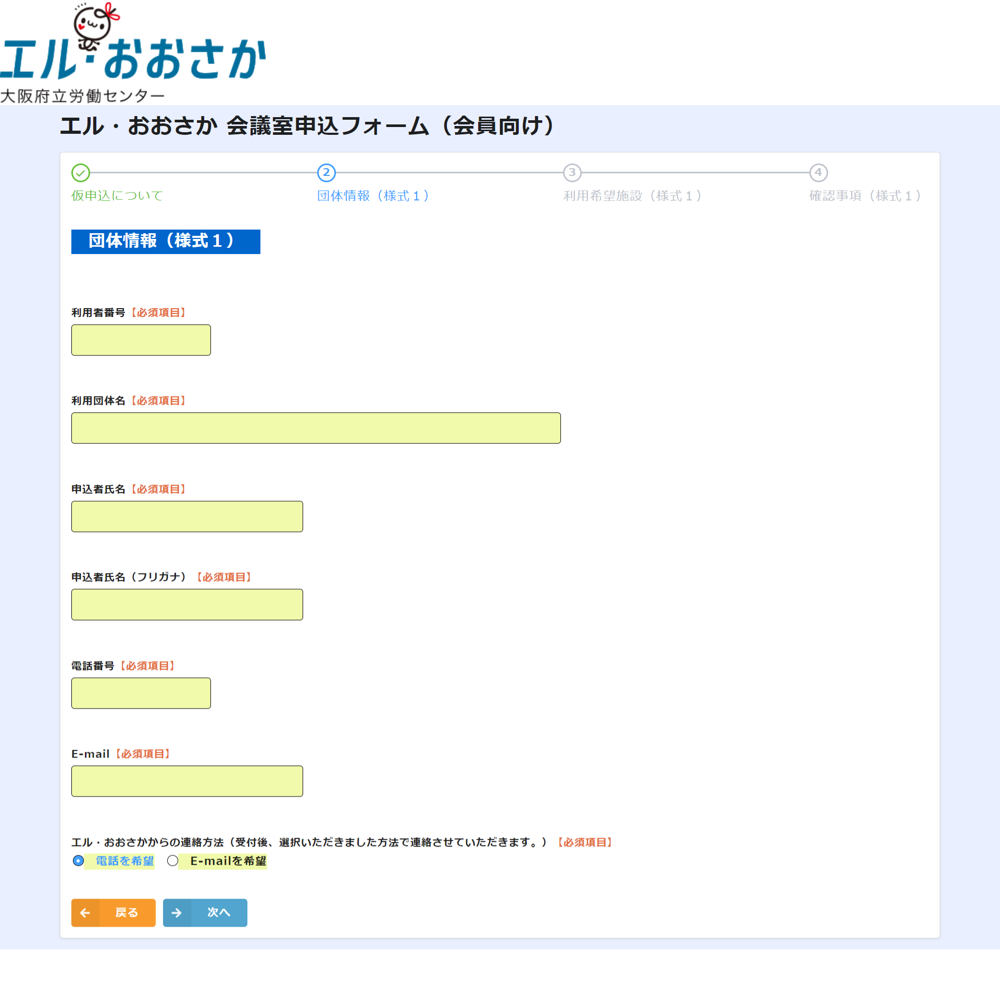 エル・おおさか
大阪府立労働センター
エル・おおさか 会議室申込フォーム（会員向け）
2 3 4
仮申込について 団体情報（様式１） 利用希望施設（様式１） 確認事項（様式１）
団体情報（様式１）
利用者番号【必須項目】
利用団体名【必須項目】
申込者氏名【必須項目】
申込者氏名（フリガナ）【必須項目】
電話番号【必須項目】
E-mail【必須項目】
エル・おおさかからの連絡方法（受付後、選択いただきました方法で連絡させていただきます。）【必須項目】
電話を希望 E-mailを希望
戻る 次へ